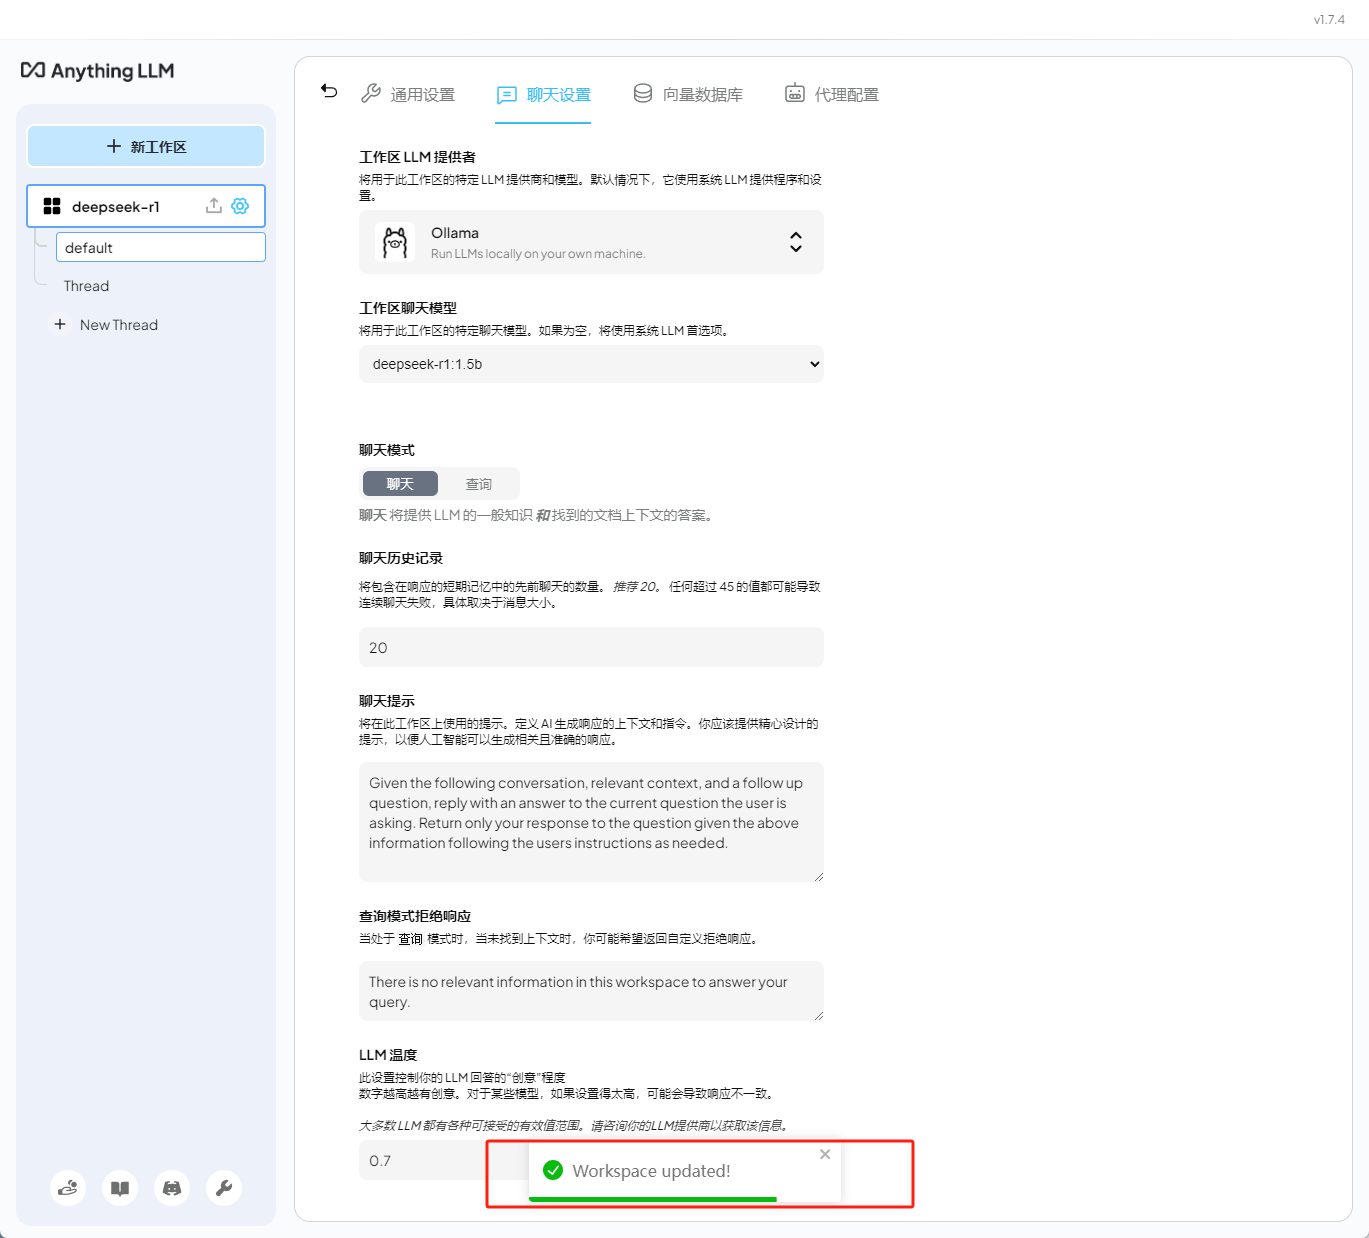 v1.7.4
Anything LLM
新工作区
deepseek-r1
default
Thread
New Thread
通用设置
聊天设置
向量数据库
代理配置
工作区 LLM 提供者
将用于此工作区的特定 LLM 提供商和模型。默认情况下，它使用系统 LLM 提供程序和设
置。
Ollama
Run LLMs locally on your own machine.
工作区聊天模型
将用于此工作区的特定聊天模型。如果为空，将使用系统 LLM 首选项。
deepseek-r1:1.5b
聊天模式
聊天
查询
聊天 将提供 LLM 的一般知识 和找到的文档上下文的答案。
聊天历史记录
将包含在响应的短期记忆中的先前聊天的数量。 推荐 20。 任何超过 45 的值都可能导致
连续聊天失败，具体取决于消息大小。
20
聊天提示
将在此工作区上使用的提示。定义 AI 生成响应的上下文和指令。你应该提供精心设计的
提示，以便人工智能可以生成相关且准确的响应。
Given the following conversation, relevant context, and a follow up
question, reply with an answer to the current question the user is
asking. Return only your response to the question given the above
information following the users instructions as needed.
查询模式拒绝响应
当处于 查询 模式时，当未找到上下文时，你可能希望返回自定义拒绝响应。
There is no relevant information in this workspace to answer your
query.
LLM 温度
此设置控制你的 LLM 回答的“创意”程度
数字越高越有创意。对于某些模型，如果设置得太高，可能会导致响应不一致。
大多数 LLM 都有各种可接受的有效值范围。请咨询你的LLM提供商以获取该信息。
0.7
Workspace updated!